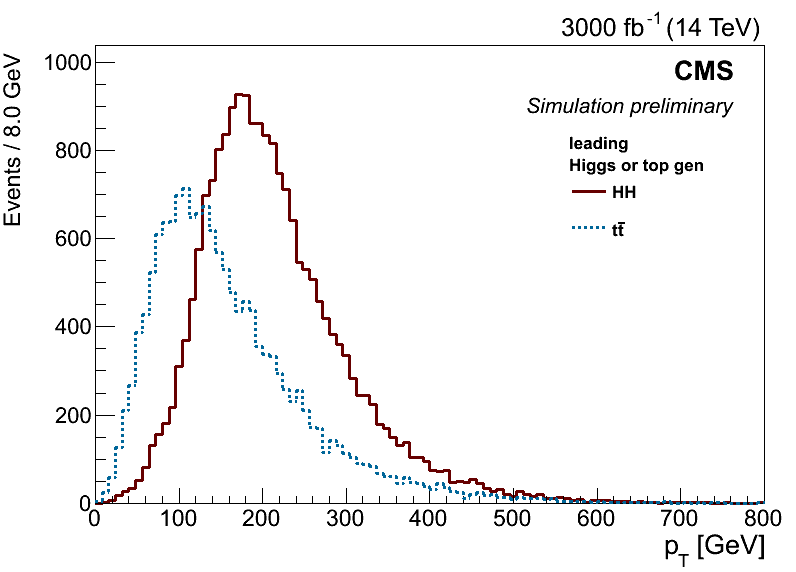 3000 fb⁻¹ (14 TeV)
CMS
Simulation preliminary
leading
Higgs or top gen
HH
tt̄
Events / 8.0 GeV
1000
800
600
400
200
0
0 100 200 300 400 500 600 700 800
p_T [GeV]